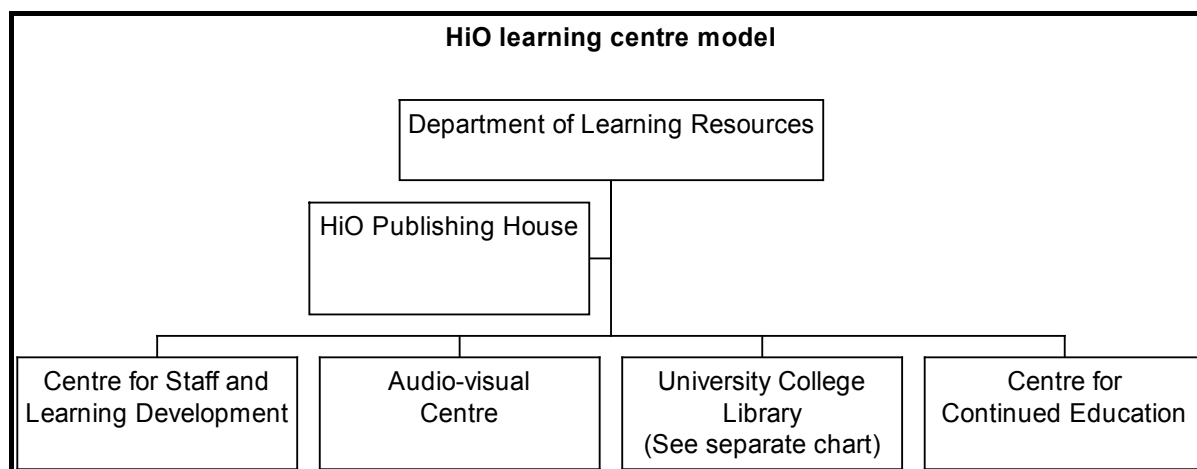 HiO learning centre model
Department of Learning Resources
HiO Publishing House
Centre for Staff and
Learning Development
Audio-visual
Centre
University College
Library
(See separate chart)
Centre for
Continued Education